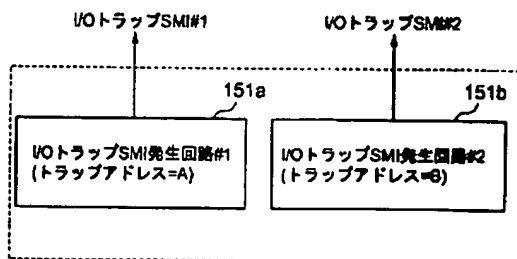 I/OトラップSMI#1
I/OトラップSMI#2
151a
151b
I/OトラップSMI発生回路#1
(トラップアドレス=A)
I/OトラップSMI発生回路#2
(トラップアドレス=B)